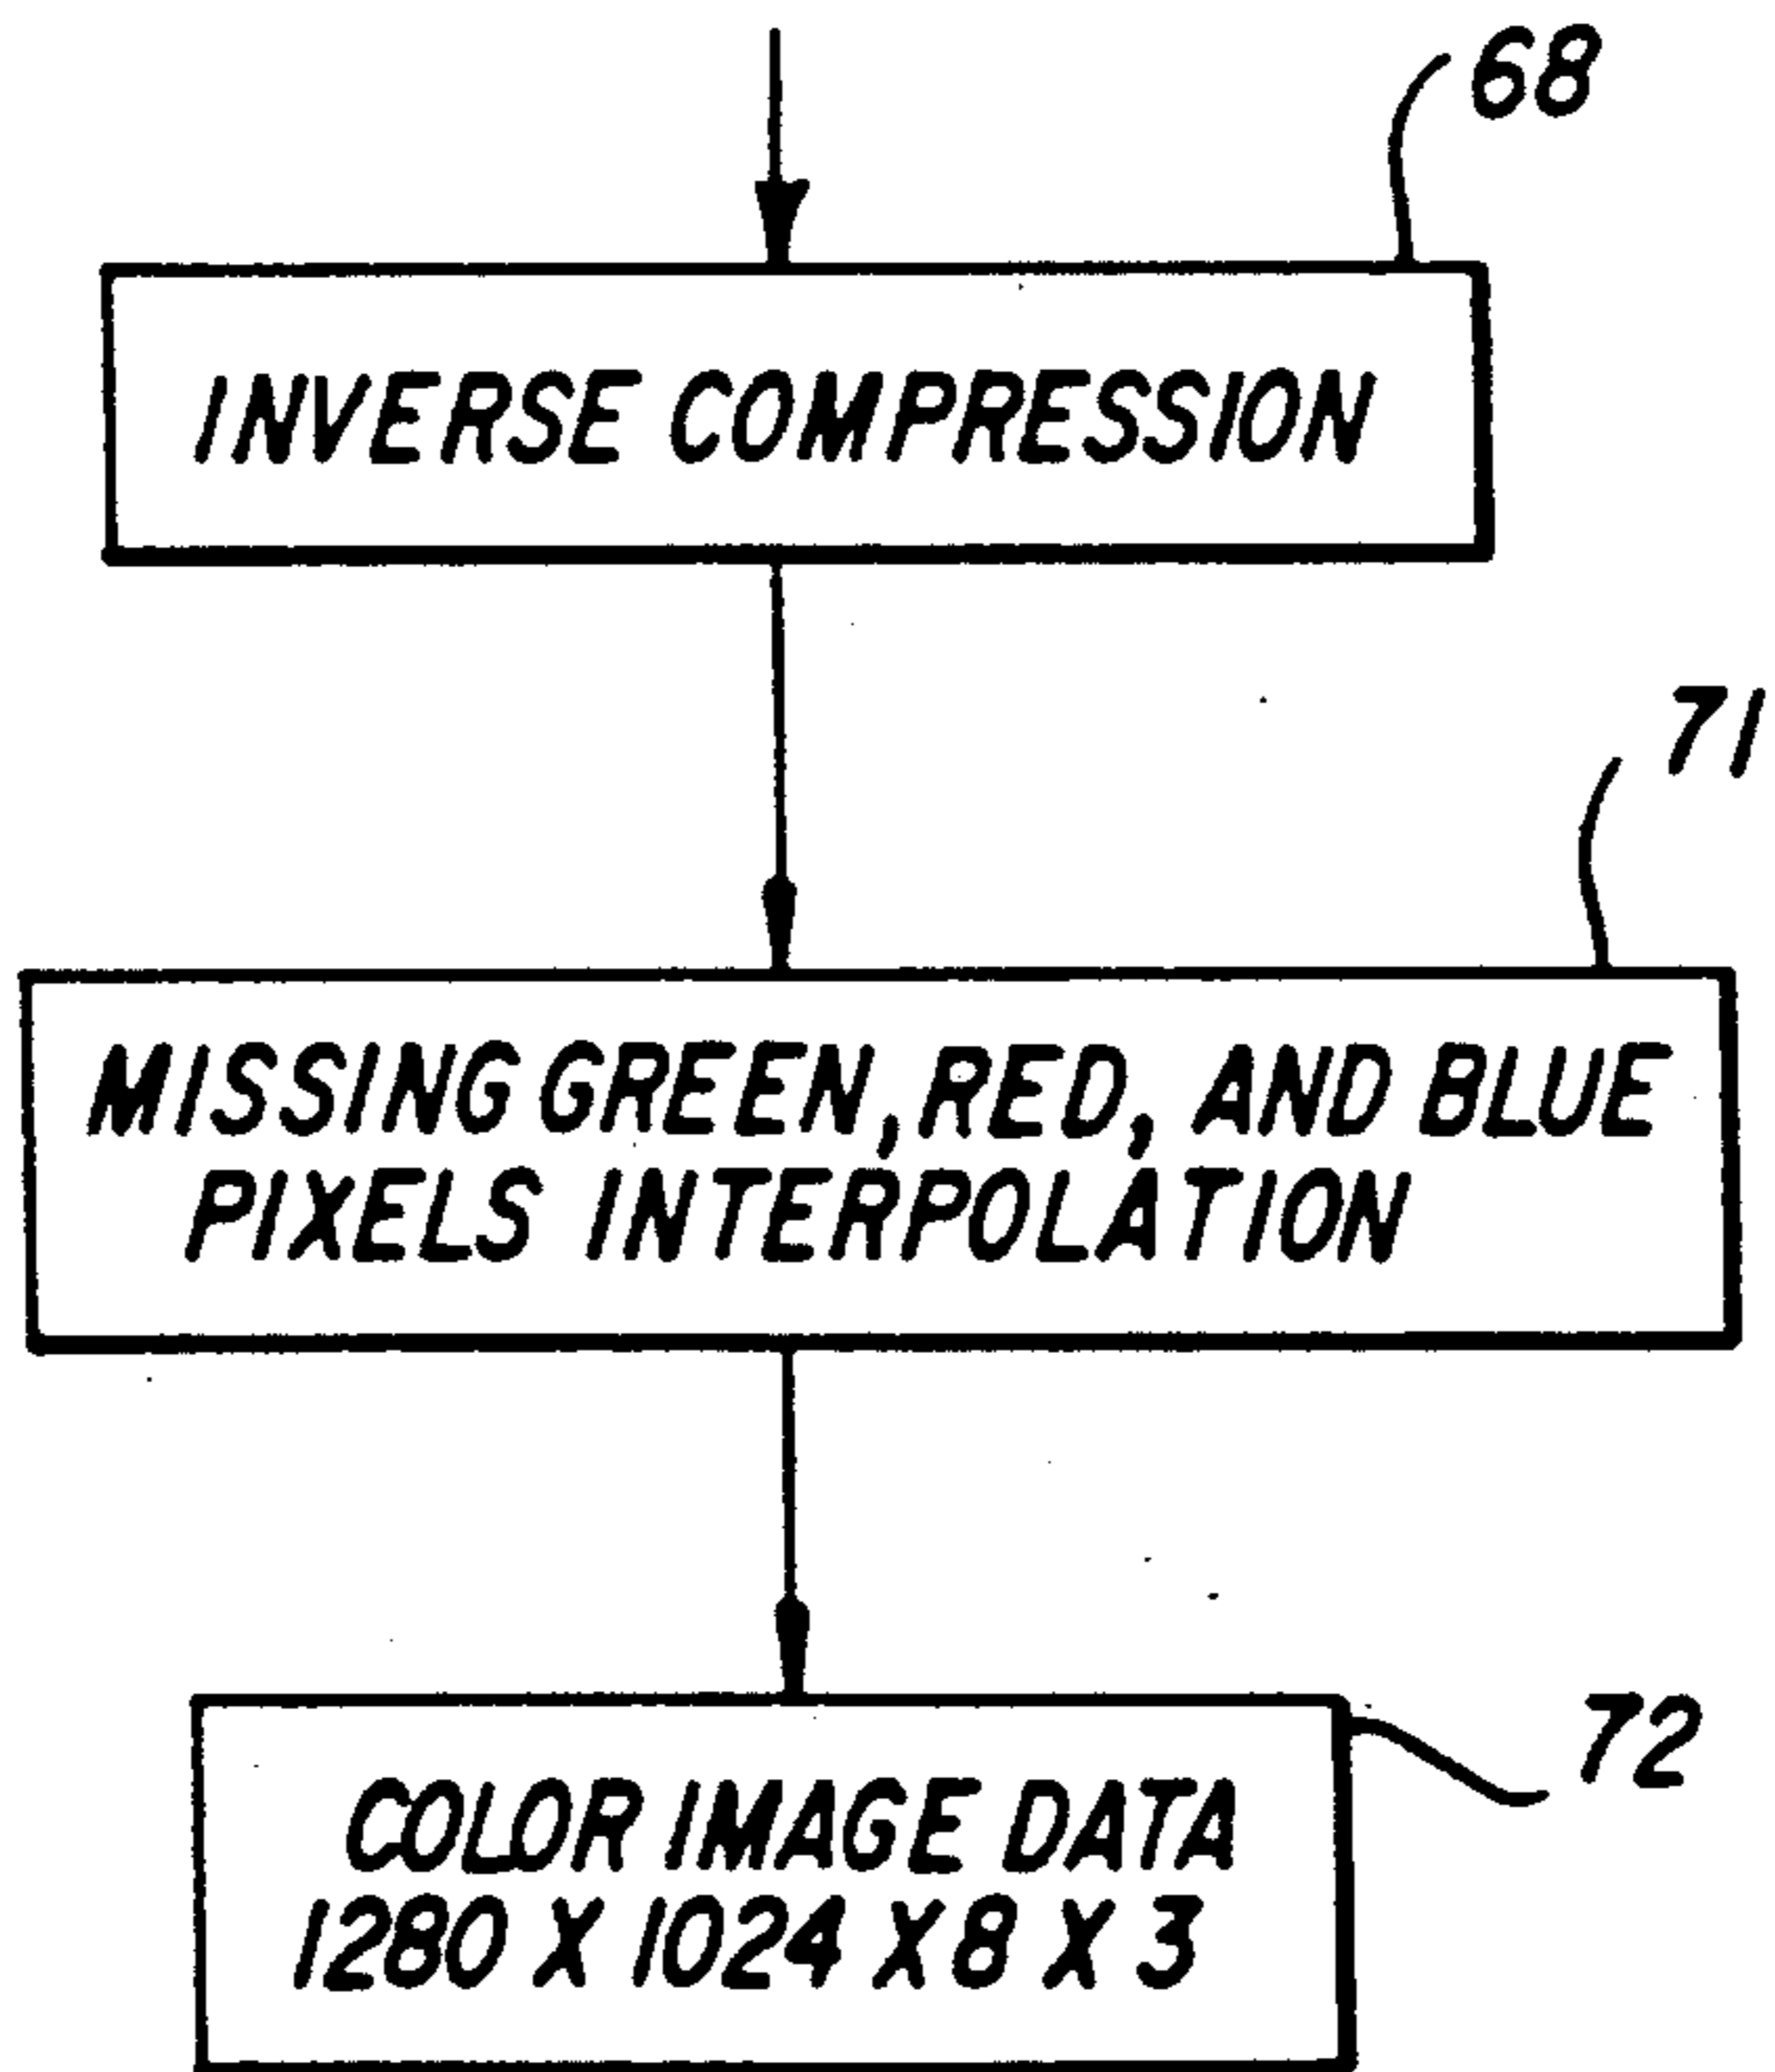 68
INVERSE COMPRESSION
71
MISSING GREEN, RED, AND BLUE
PIXELS INTERPOLATION
72
COLOR IMAGE DATA
1280 X 1024 X 8 X 3